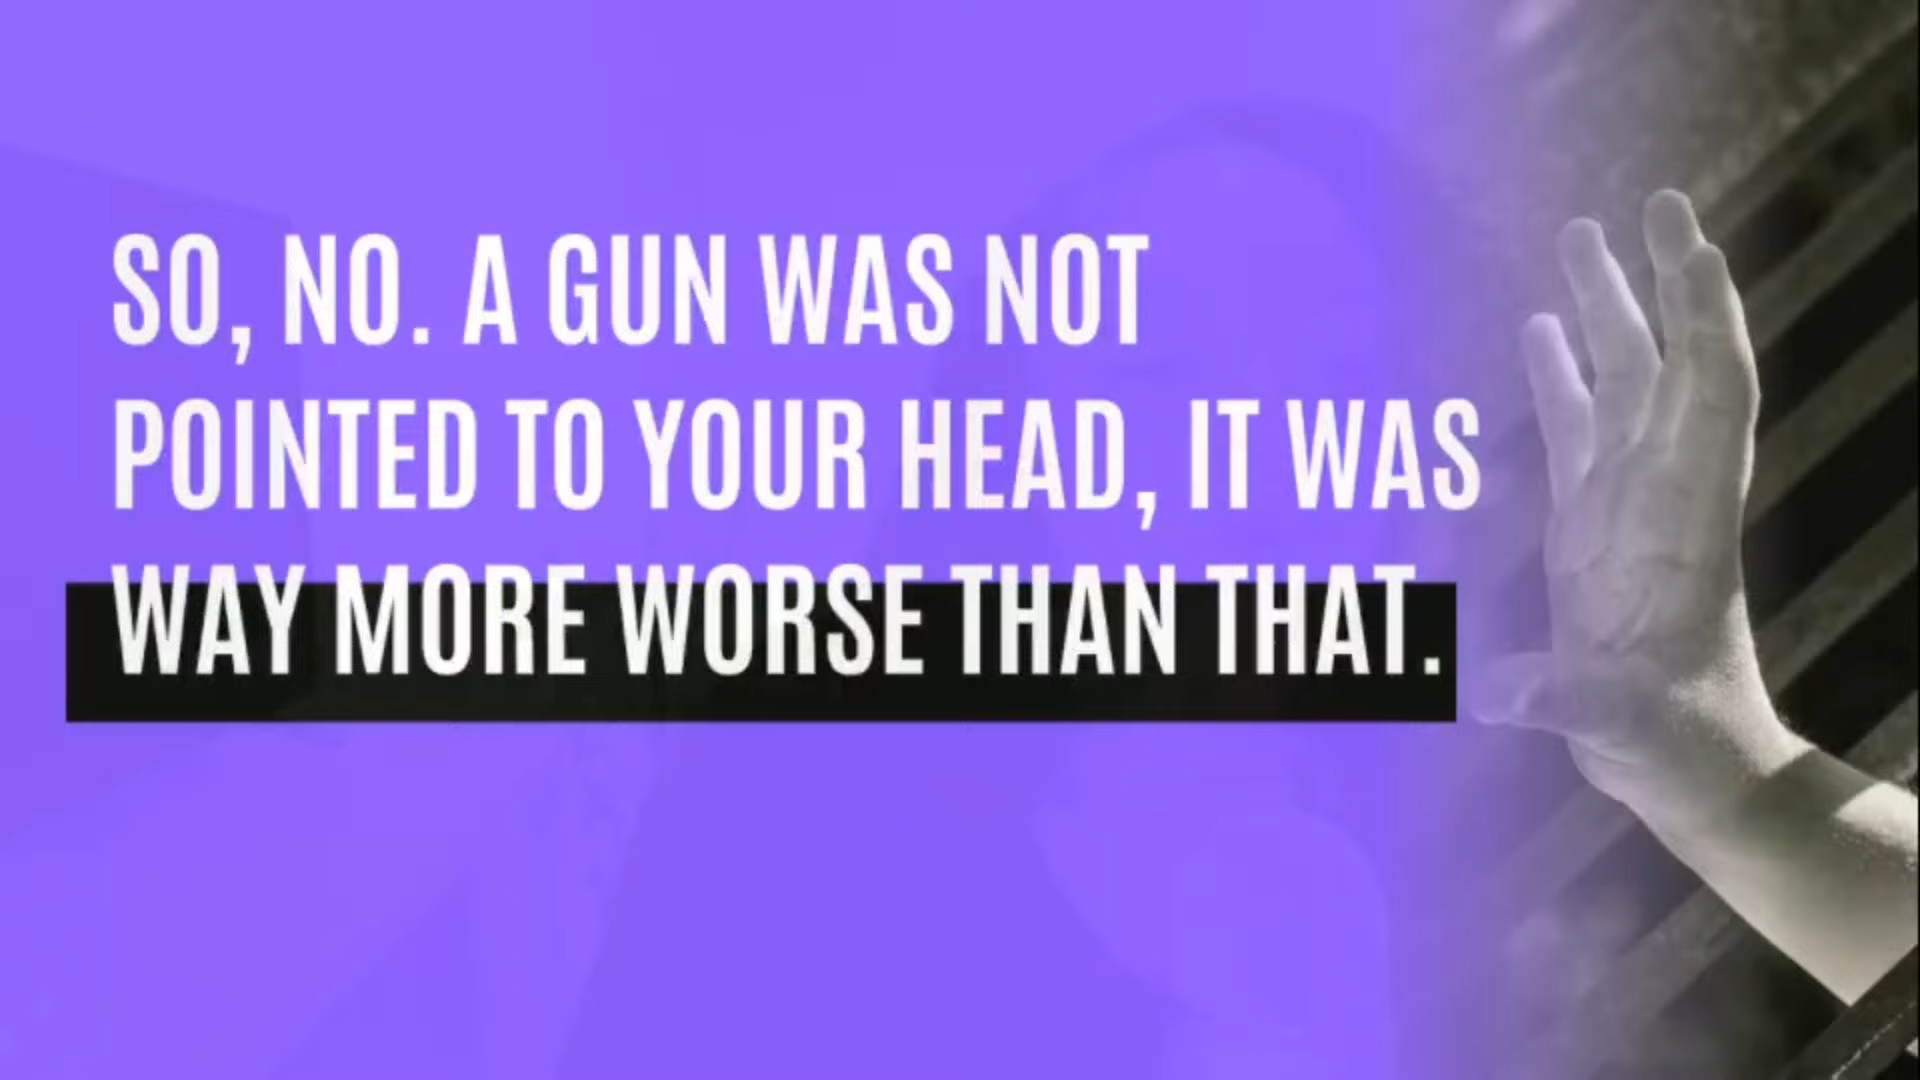 SO, NO. A GUN WAS NOT
POINTED TO YOUR HEAD, IT WAS
WAY MORE WORSE THAN THAT.